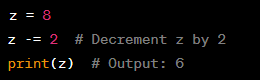 z = 8
z -= 2  # Decrement z by 2
print(z)  # Output: 6